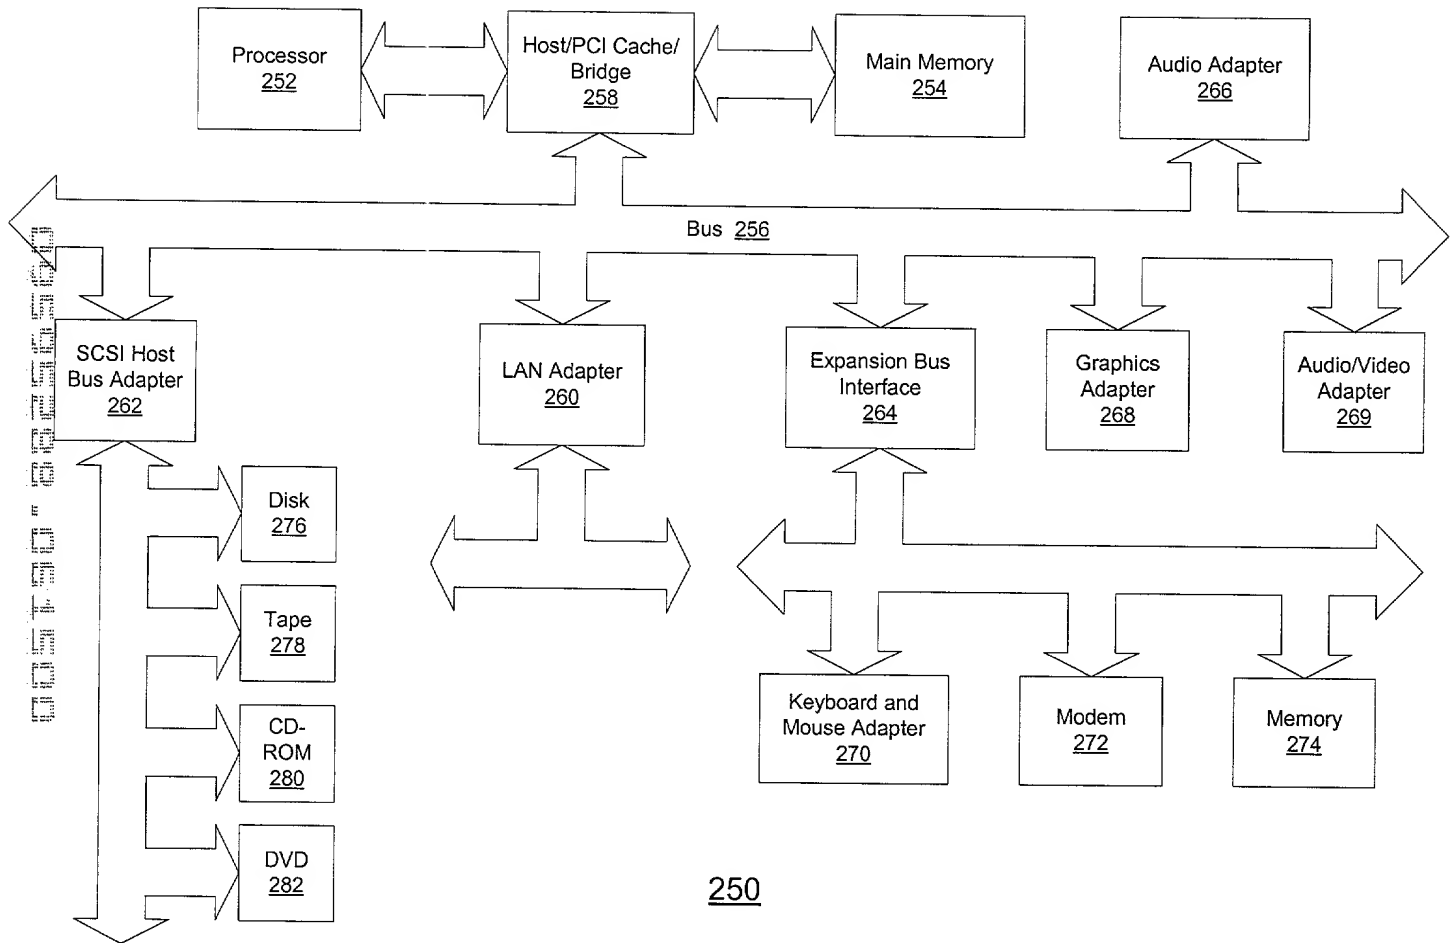 Processor
252
Host/PCI Cache/
Bridge
258
Main Memory
254
Audio Adapter
266
Bus 256
SCSI Host
Bus Adapter
262
LAN Adapter
260
Expansion Bus
Interface
264
Graphics
Adapter
268
Audio/Video
Adapter
269
Disk
276
Tape
278
CD-
ROM
280
DVD
282
Keyboard and
Mouse Adapter
270
Modem
272
Memory
274
250